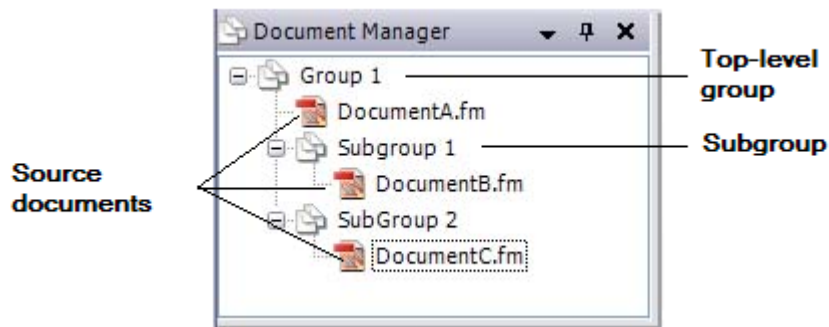 Document Manager
Group 1
Top-level
group
DocumentA.fm
Subgroup 1
Subgroup
Source
documents
DocumentB.fm
SubGroup 2
DocumentC.fm